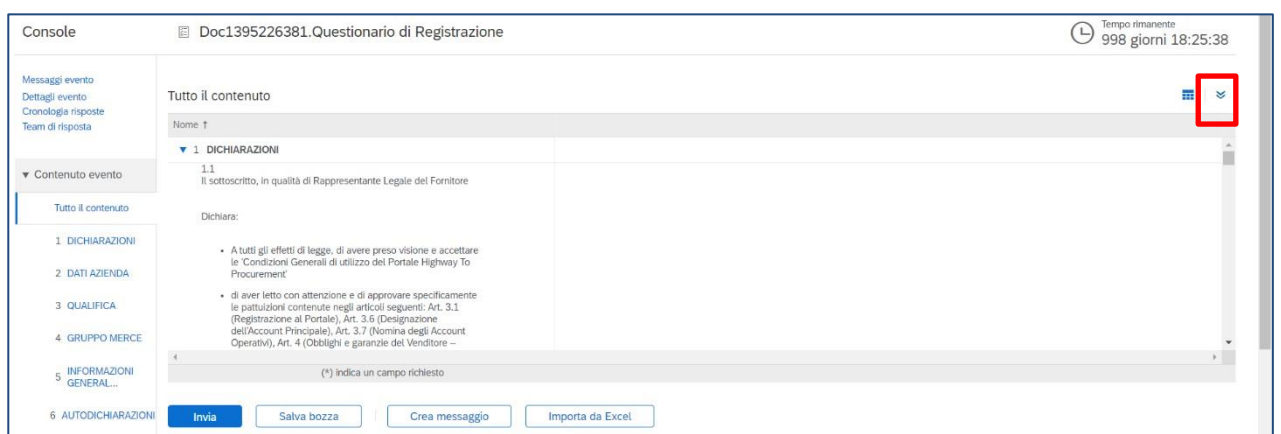 Console
Doc1395226381.Questionario di Registrazione
Tempo rimanente
998 giorni 18:25:38
Messaggi evento
Dettagli evento
Cronologia risposte
Team di risposta
▼ Contenuto evento
Tutto il contenuto
1 DICHIARAZIONI
2 DATI AZIENDA
3 QUALIFICA
4 GRUPPO MERCE
5 INFORMAZIONI
GENERAL...
6 AUTODICHIARAZIONI
Tutto il contenuto
Nome ↑
▼ 1 DICHIARAZIONI
1.1
Il sottoscritto, in qualità di Rappresentante Legale del Fornitore
Dichiara:
• A tutti gli effetti di legge, di avere preso visione e accettare
le 'Condizioni Generali di utilizzo del Portale Highway To
Procurement'
• di aver letto con attenzione e di approvare specificamente
le pattuizioni contenute negli articoli seguenti: Art. 3.1
(Registrazione al Portale), Art. 3.6 (Designazione
dell'Account Principale), Art. 3.7 (Nomina degli Account
Operativi), Art. 4 (Obblighi e garanzie del Venditore –
(*) indica un campo richiesto
Invia
Salva bozza
Crea messaggio
Importa da Excel